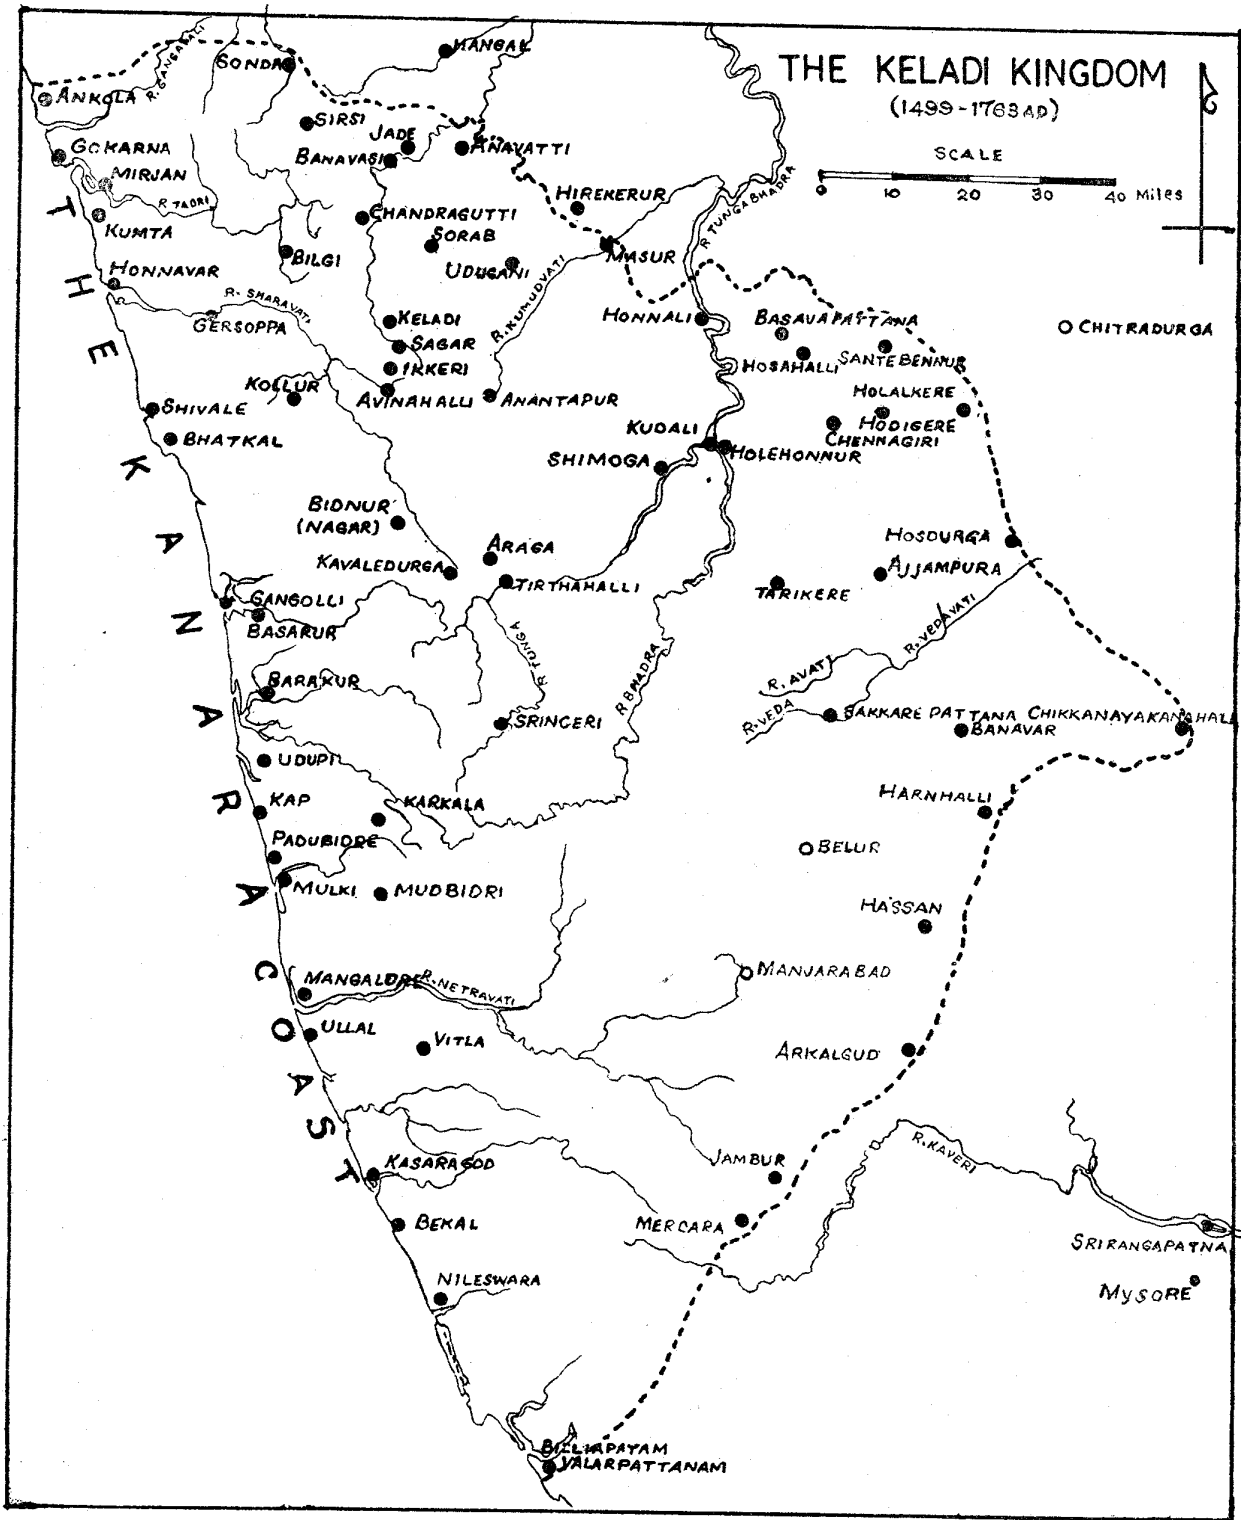 THE KELADI KINGDOM
(1499-1763AD)
SCALE
0 10 20 30 40 Miles
R. GANGAVALI
SONDA
HANGAL
ANKOLA
SIRSI
JADE
BANAVASI
ANAVATTI
GOKARNA
MIRJAN
R. TADRI
KUMTA
HIREKERUR
R. TUNGABHADRA
CHANDRAGUTTI
SORAB
BILGI
UDUGANI
MASUR
HONNAVAR
R. SHARAVATI
GERSOPPA
R. KUMUDVATI
KELADI
SAGAR
IKKERI
HONNALI
BASAVAPATTANA
CHITRADURGA
HOSAHALLI
SANTEBENNUR
KOLLUR
AVINAHALLI
ANANTAPUR
HOLALKERE
SHIVALE
BHATKAL
KUDALI
HODIGERE
CHENNAGIRI
HOLEHONNUR
SHIMOGA
BIDNUR
(NAGAR)
ARAGA
KAVALEDURGA
TIRTHAHALLI
HOSDURGA
AJJAMPURA
TARIKERE
GANGOLLI
BASARUR
R. TUNGA
R. BHADRA
R. VEDAVATI
R. AVATI
R. VEDA
BARAKUR
SRINGERI
SAKKARE PATTANA
CHIKKANAYAKANAHALL
BANAVAR
UDUPI
KAP
KARKALA
HARNHALLI
PADUBIDRE
BELUR
MULKI
MUDBIDRI
HASSAN
MANGALORE
R. NETRAVATI
MANJARABAD
ULLAL
VITLA
ARKALGUD
KASARAGOD
JAMBUR
R. KAVERI
BEKAL
MERCARA
SRIRANGAPATNA
NILESWARA
MYSORE
BILLIAPATAM
VALARPATTANAM
THE KANARA COAST